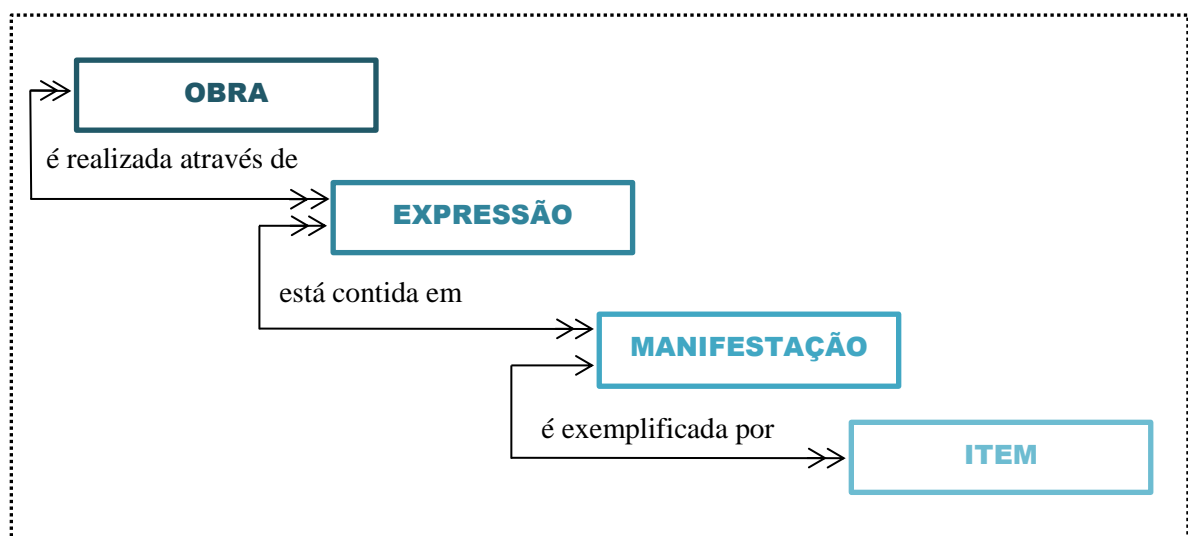 OBRA
é realizada através de
EXPRESSÃO
está contida em
MANIFESTAÇÃO
é exemplificada por
ITEM